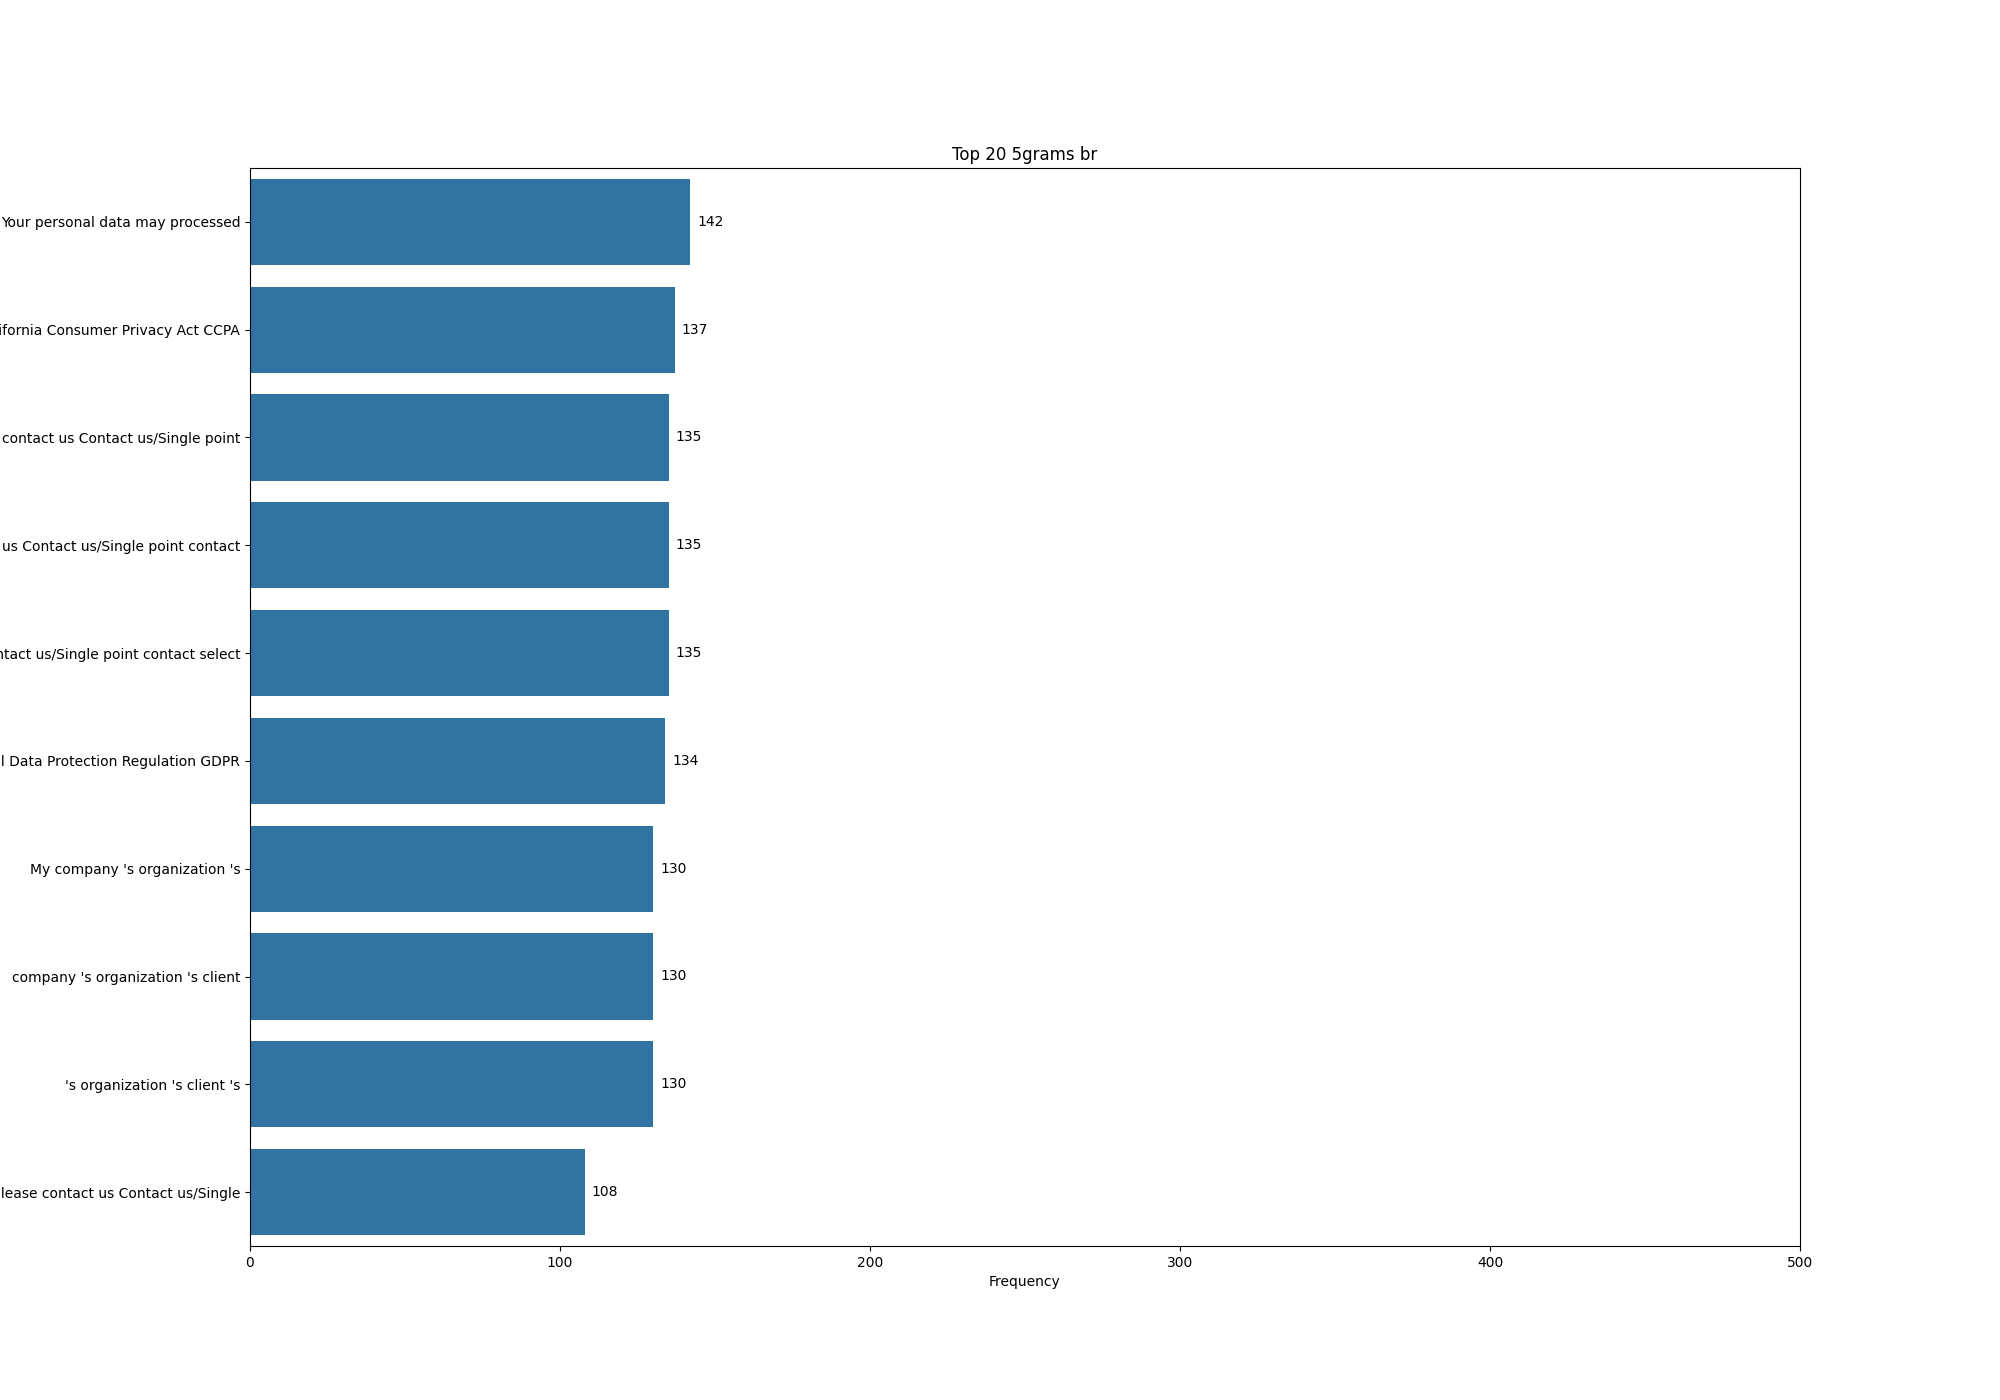 Top 20 5grams br
Your personal data may processed 142
ifornia Consumer Privacy Act CCPA 137
contact us Contact us/Single point 135
us Contact us/Single point contact 135
ntact us/Single point contact select 135
l Data Protection Regulation GDPR 134
My company 's organization 's 130
company 's organization 's client 130
's organization 's client 's 130
lease contact us Contact us/Single 108
0 100 200 300 400 500
Frequency